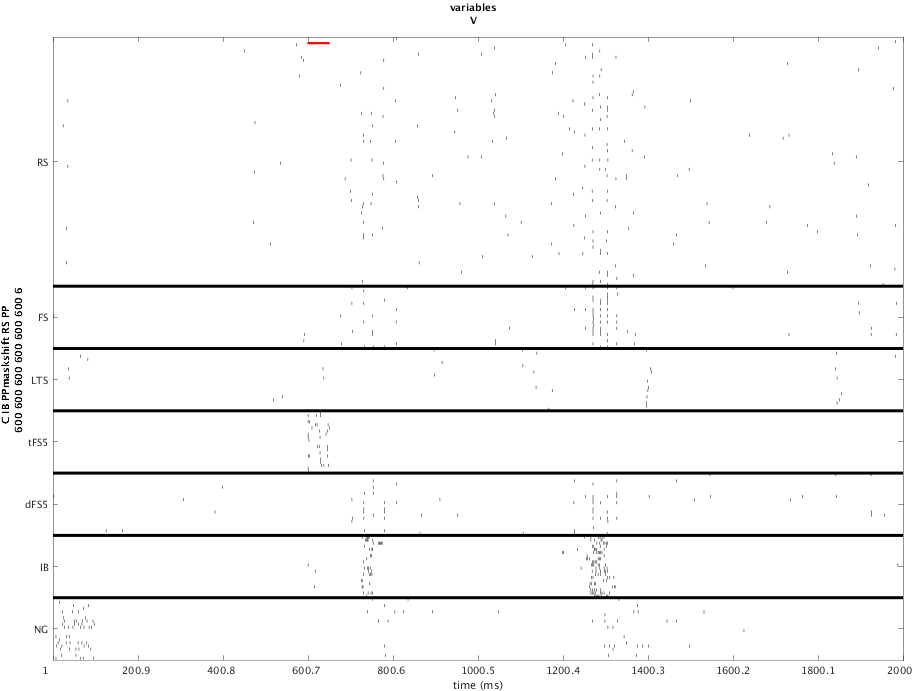 variables
V
C IB PPmaskshift RS PP
600 600 600 600 600 600 600 6
RS
FS
LTS
tFS5
dFS5
IB
NG
1 200.9 400.8 600.7 800.6 1000.5 1200.4 1400.3 1600.2 1800.1 2000
time (ms)